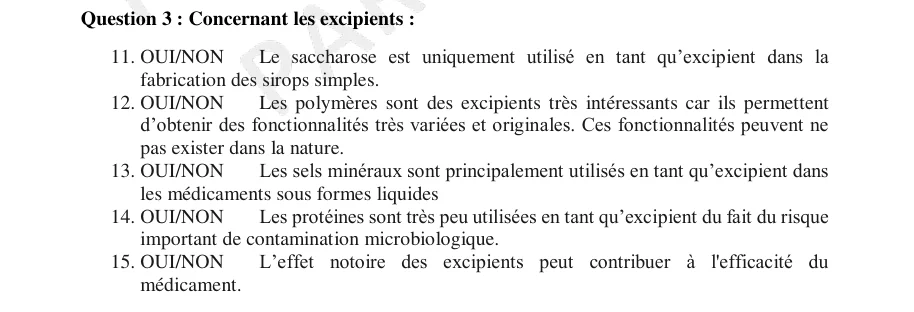 Question 3 : Concernant les excipients :
11. OUI/NON Le saccharose est uniquement utilisé en tant qu’excipient dans la
fabrication des sirops simples.
12. OUI/NON Les polymères sont des excipients très intéressants car ils permettent
d’obtenir des fonctionnalités très variées et originales. Ces fonctionnalités peuvent ne
pas exister dans la nature.
13. OUI/NON Les sels minéraux sont principalement utilisés en tant qu’excipient dans
les médicaments sous formes liquides
14. OUI/NON Les protéines sont très peu utilisées en tant qu’excipient du fait du risque
important de contamination microbiologique.
15. OUI/NON L’effet notoire des excipients peut contribuer à l'efficacité du
médicament.